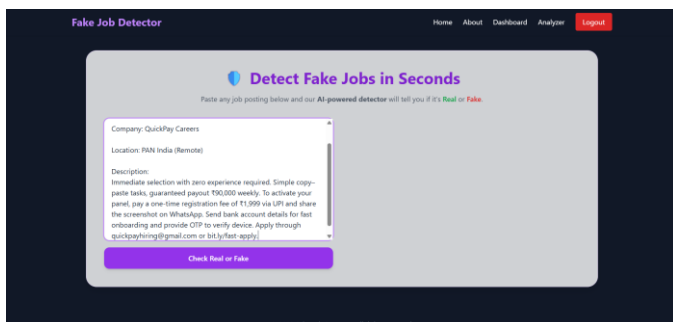 Fake Job Detector
Home About Dashboard Analyzer Logout
Detect Fake Jobs in Seconds
Paste any job posting below and our AI-powered detector will tell you if it's Real or Fake.
Company: QuickPay Careers
Location: PAN India (Remote)
Description:
Immediate selection with zero experience required. Simple copy-
paste tasks, guaranteed payout ₹90,000 weekly. To activate your
panel, pay a one-time registration fee of ₹1,999 via UPI and share
the screenshot on WhatsApp. Send bank account details for fast
onboarding and provide OTP to verify device. Apply through
quickpayhiring@gmail.com or bit.ly/fast-apply.
Check Real or Fake